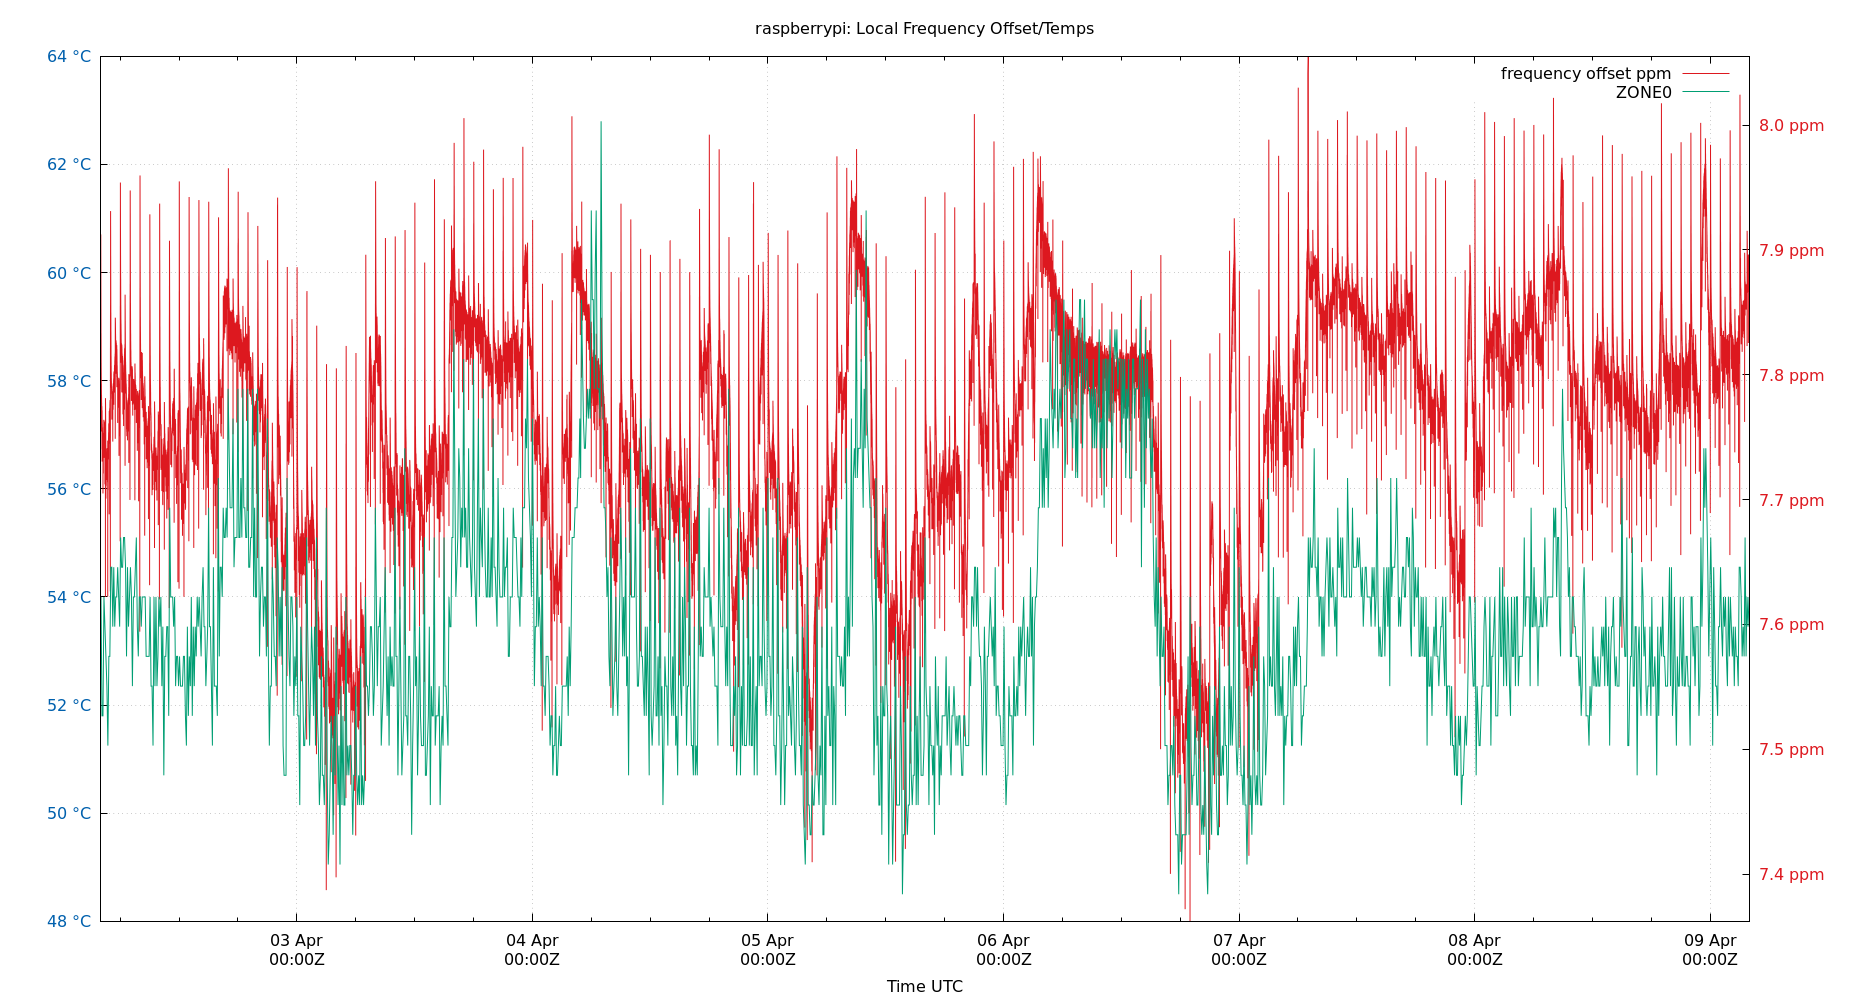 raspberrypi: Local Frequency Offset/Temps
64 °C
62 °C
60 °C
58 °C
56 °C
54 °C
52 °C
50 °C
48 °C
frequency offset ppm
ZONE0
8.0 ppm
7.9 ppm
7.8 ppm
7.7 ppm
7.6 ppm
7.5 ppm
7.4 ppm
03 Apr
00:00Z
04 Apr
00:00Z
05 Apr
00:00Z
06 Apr
00:00Z
07 Apr
00:00Z
08 Apr
00:00Z
09 Apr
00:00Z
Time UTC